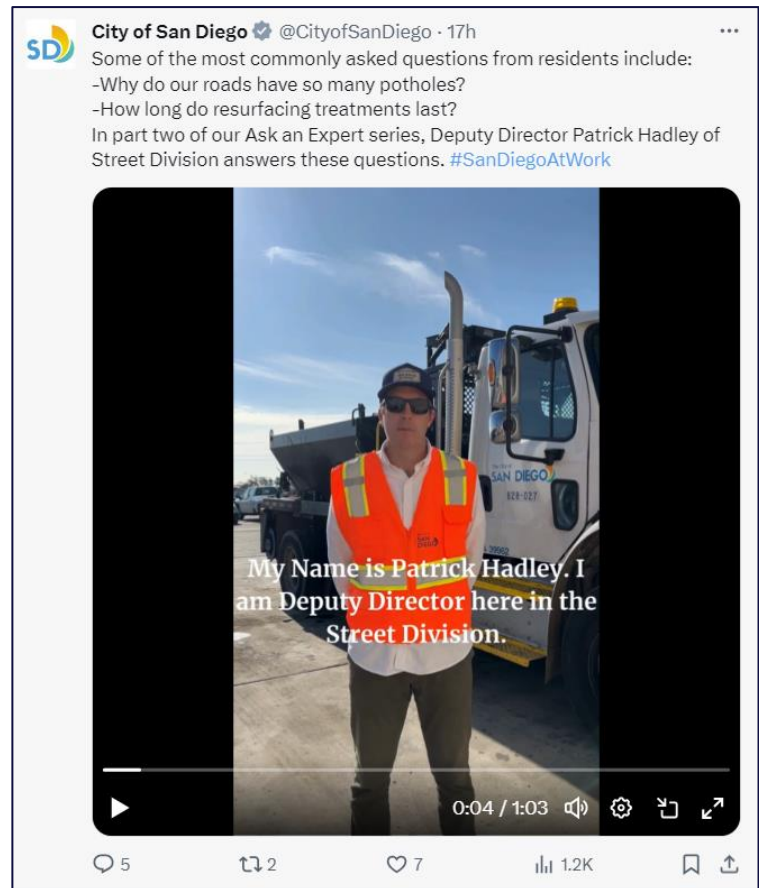 SD
City of San Diego @CityofSanDiego · 17h
Some of the most commonly asked questions from residents include:
-Why do our roads have so many potholes?
-How long do resurfacing treatments last?
In part two of our Ask an Expert series, Deputy Director Patrick Hadley of
Street Division answers these questions. #SanDiegoAtWork
SAN DIEGO
My Name is Patrick Hadley. I
am Deputy Director here in the
Street Division.
0:04 / 1:03
5 2 7 1.2K